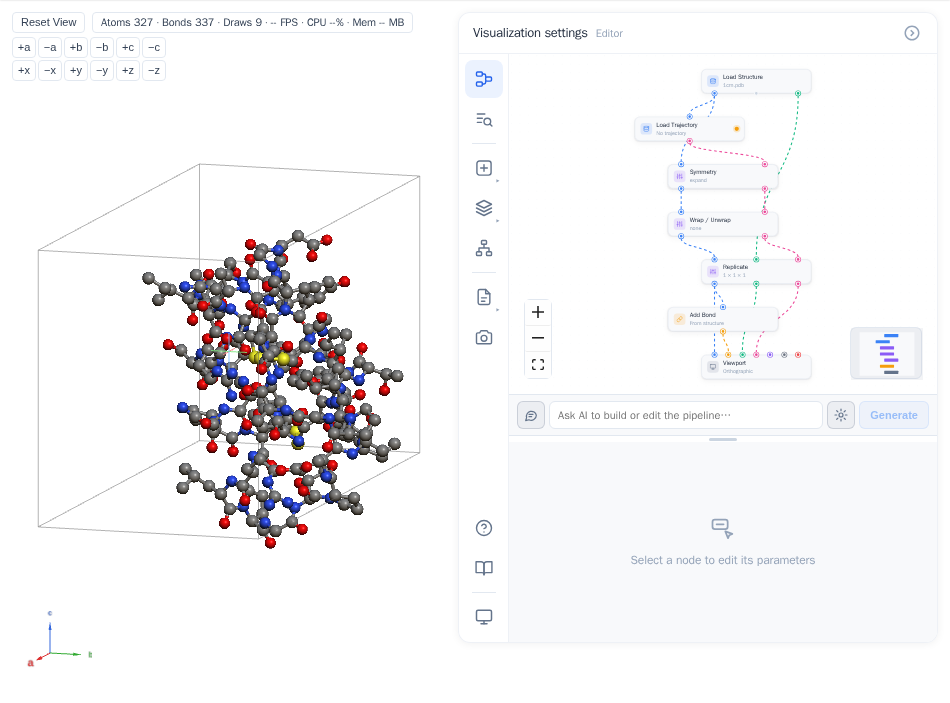 Reset View
Atoms 327 · Bonds 337 · Draws 9 · -- FPS · CPU --% · Mem -- MB
+a −a +b −b +c −c
+x −x +y −y +z −z
c
a
Visualization settings Editor
Load Structure
1crn.pdb
Load Trajectory
No trajectory
Symmetry
expand
Wrap / Unwrap
none
Replicate
1 × 1 × 1
Add Bond
From structure
Viewport
Orthographic
Ask AI to build or edit the pipeline···
Generate
Select a node to edit its parameters